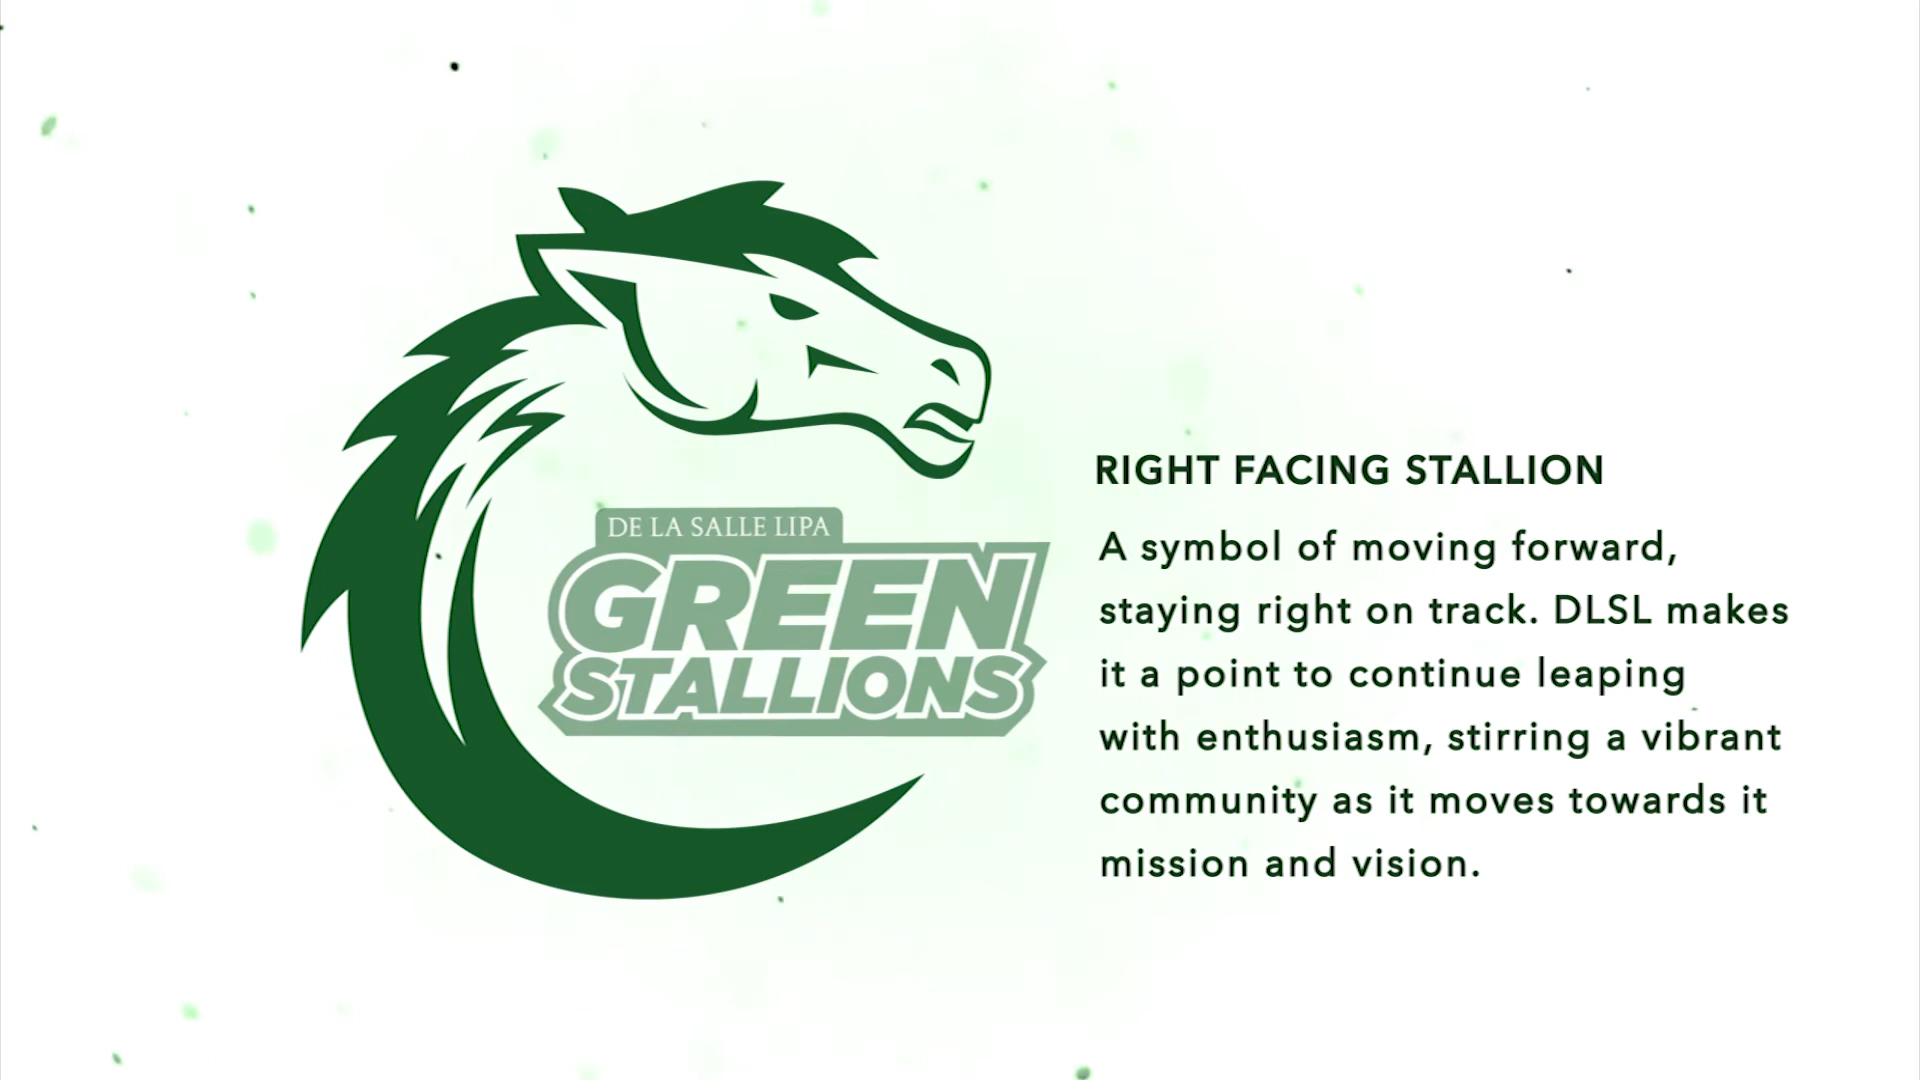 DE LA SALLE LIPA
GREEN
STALLIONS
RIGHT FACING STALLION
A symbol of moving forward,
staying right on track. DLSL makes
it a point to continue leaping
with enthusiasm, stirring a vibrant
community as it moves towards it
mission and vision.